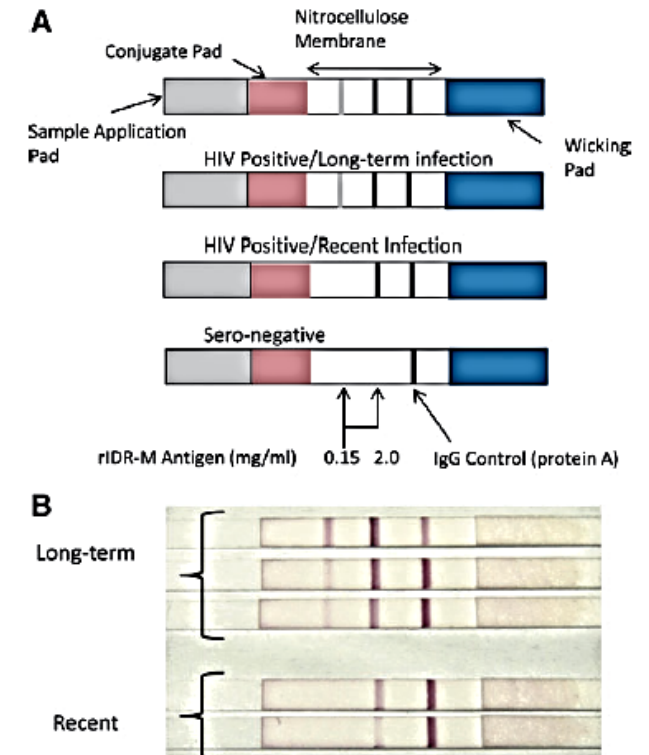 A
Nitrocellulose
Membrane
Conjugate Pad
Sample Application
Pad
Wicking
Pad
HIV Positive/Long-term infection
HIV Positive/Recent Infection
Sero-negative
rIDR-M Antigen (mg/ml) 0.15 2.0 IgG Control (protein A)
B
Long-term
Recent